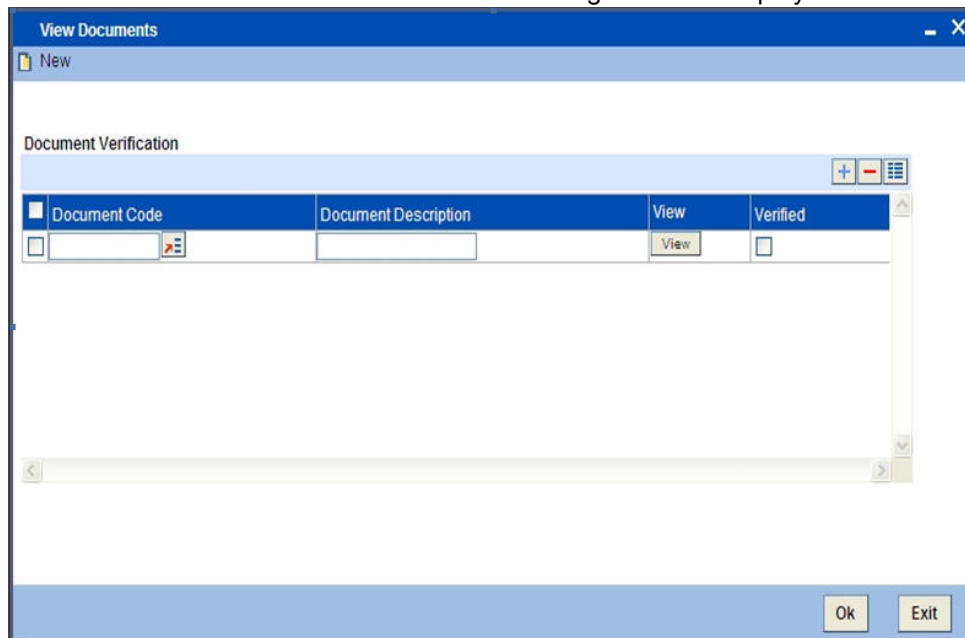 View Documents
New
Document Verification
Document Code Document Description View Verified
View
Ok Exit